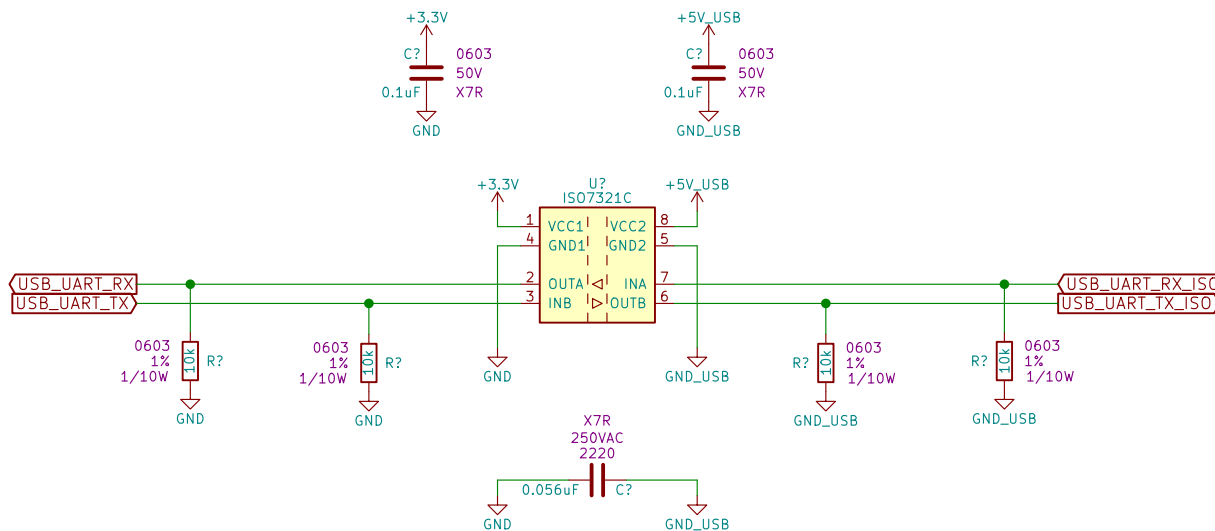 +3.3V
C?
0603
50V
0.1uF
X7R
GND
+5V_USB
C?
0603
50V
0.1uF
X7R
GND_USB
+3.3V
U?
ISO7321C
+5V_USB
1
VCC1
VCC2
8
4
GND1
GND2
5
USB_UART_RX
2
OUTA
INA
7
USB_UART_RX_ISO
USB_UART_TX
3
INB
OUTB
6
USB_UART_TX_ISO
0603
1%
1/10W
10k
R?
GND
0603
1%
1/10W
10k
R?
GND
GND
GND_USB
R?
10k
0603
1%
1/10W
GND_USB
R?
10k
0603
1%
1/10W
GND_USB
X7R
250VAC
2220
0.056uF
C?
GND
GND_USB